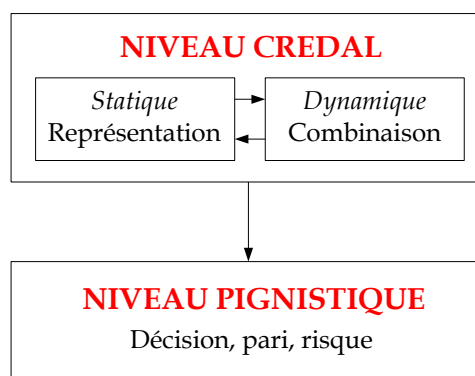 NIVEAU CREDAL
Statique
Représentation
Dynamique
Combinaison
NIVEAU PIGNISTIQUE
Décision, pari, risque